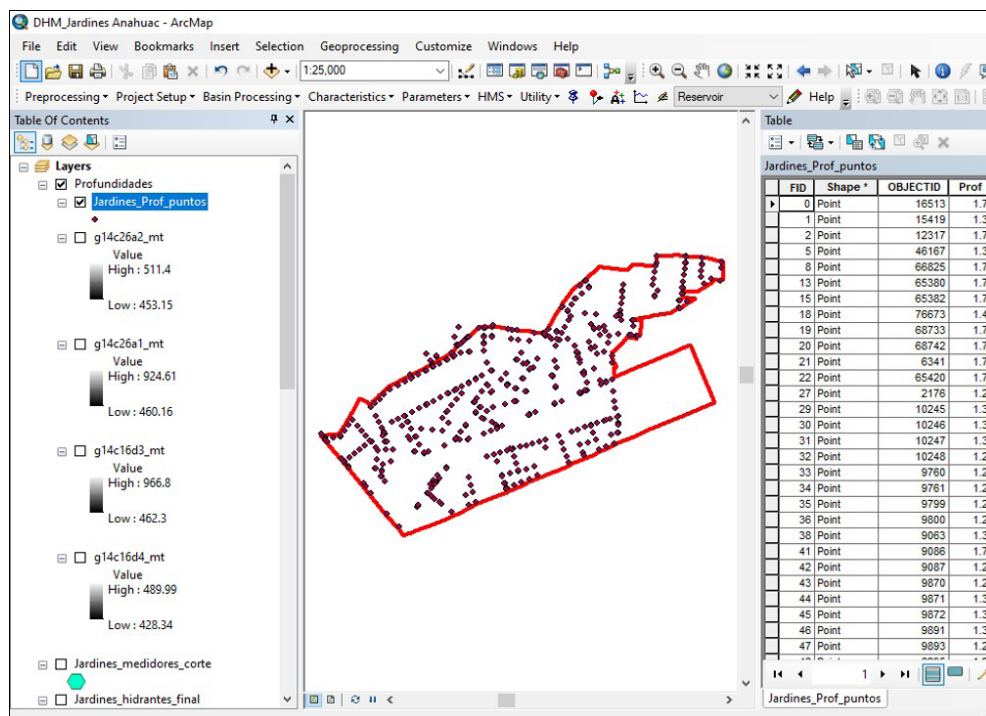 DHM_Jardines Anahuac - ArcMap
File Edit View Bookmarks Insert Selection Geoprocessing Customize Windows Help
1:25,000
Preprocessing Project Setup Basin Processing Characteristics Parameters HMS Utility Reservoir Help
Table Of Contents
Layers
Profundidades
Jardines_Prof_puntos
g14c26a2_mt
Value
High : 511.4
Low : 453.15
g14c26a1_mt
Value
High : 924.61
Low : 460.16
g14c16d3_mt
Value
High : 966.8
Low : 462.3
g14c16d4_mt
Value
High : 489.99
Low : 428.34
Jardines_medidores_corte
Jardines_hidrantes_final
Table
Jardines_Prof_puntos
FID Shape * OBJECTID Prof
0 Point 16513 1.7
1 Point 15419 1.3
2 Point 12317 1.7
5 Point 46167 1.3
8 Point 66825 1.7
13 Point 65380 1.7
15 Point 65382 1.7
18 Point 76673 1.4
19 Point 68733 1.7
20 Point 68742 1.7
21 Point 6341 1.7
22 Point 65420 1.7
27 Point 2176 1.2
29 Point 10245 1.3
30 Point 10246 1.3
31 Point 10247 1.3
32 Point 10248 1.2
33 Point 9760 1.2
34 Point 9761 1.2
35 Point 9799 1.2
36 Point 9800 1.2
38 Point 9063 1.3
41 Point 9086 1.7
42 Point 9087 1.2
43 Point 9870 1.2
44 Point 9871 1.3
45 Point 9872 1.3
46 Point 9891 1.3
47 Point 9893 1.2
1
Jardines_Prof_puntos